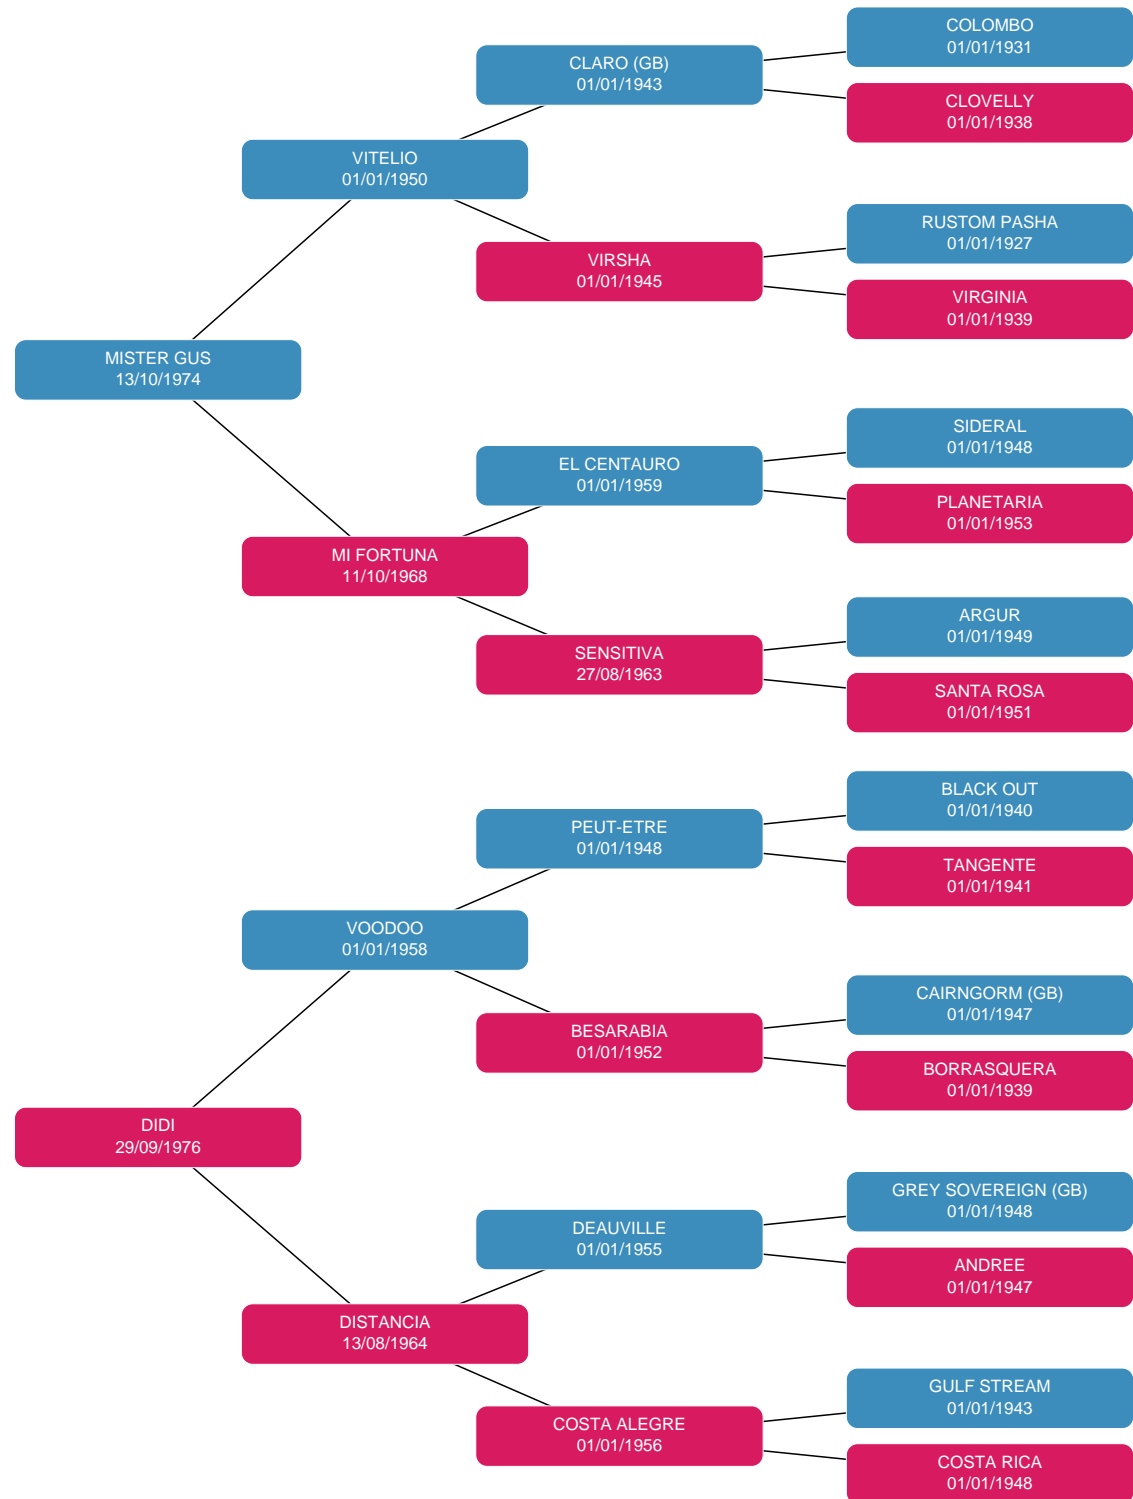 COLOMBO
01/01/1931
CLARO (GB)
01/01/1943
CLOVELLY
01/01/1938
VITELIO
01/01/1950
RUSTOM PASHA
01/01/1927
VIRSHA
01/01/1945
VIRGINIA
01/01/1939
MISTER GUS
13/10/1974
SIDERAL
01/01/1948
EL CENTAURO
01/01/1959
PLANETARIA
01/01/1953
MI FORTUNA
11/10/1968
ARGUR
01/01/1949
SENSITIVA
27/08/1963
SANTA ROSA
01/01/1951
BLACK OUT
01/01/1940
PEUT-ETRE
01/01/1948
TANGENTE
01/01/1941
VOODOO
01/01/1958
CAIRNGORM (GB)
01/01/1947
BESARABIA
01/01/1952
BORRASQUERA
01/01/1939
DIDI
29/09/1976
GREY SOVEREIGN (GB)
01/01/1948
DEAUVILLE
01/01/1955
ANDREE
01/01/1947
DISTANCIA
13/08/1964
GULF STREAM
01/01/1943
COSTA ALEGRE
01/01/1956
COSTA RICA
01/01/1948